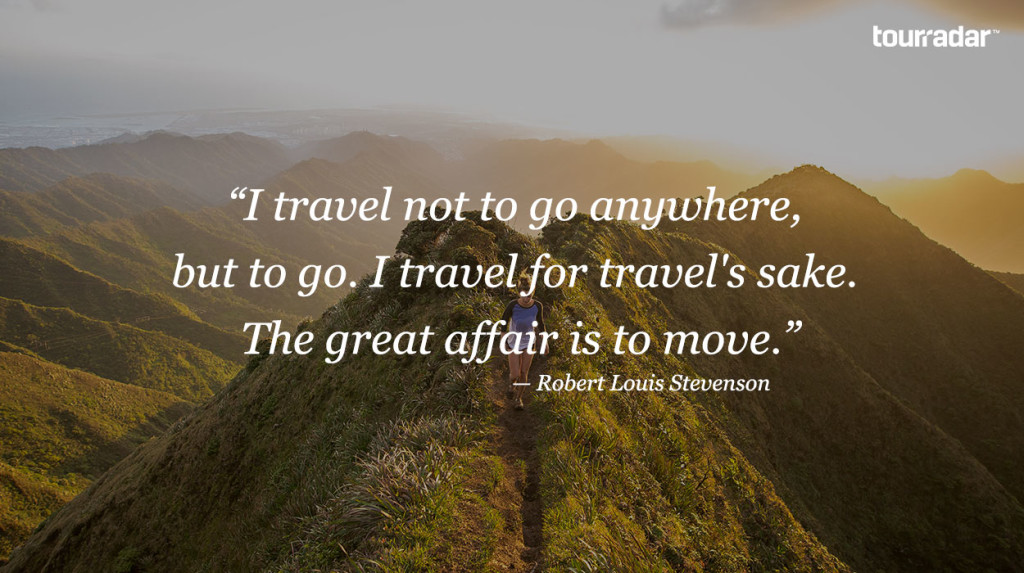 tourradar™
“I travel not to go anywhere,
but to go. I travel for travel's sake.
The great affair is to move.”
— Robert Louis Stevenson